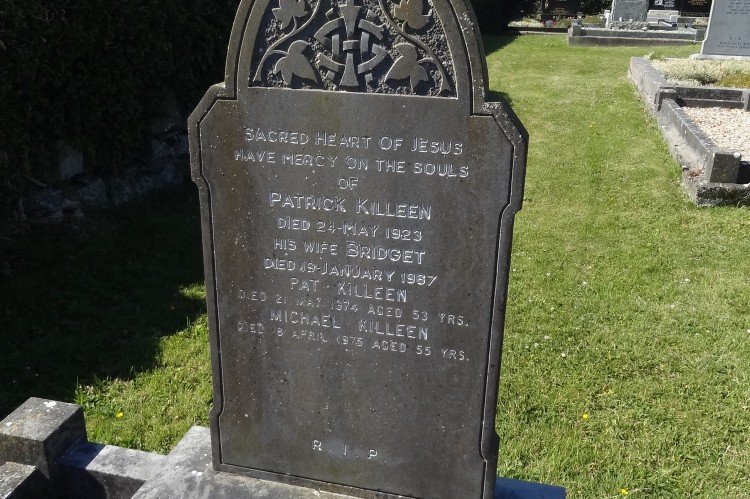 SACRED HEART OF JESUS
HAVE MERCY ON THE SOULS
OF
PATRICK KILLEEN
DIED 24-MAY 1923
HIS WIFE BRIDGET
DIED 19-JANUARY 1967
PAT KILLEEN
DIED 21 MAY 1974 AGED 53 YRS.
MICHAEL KILLEEN
DIED 18 APRIL 1975 AGED 55 YRS.
R I P.